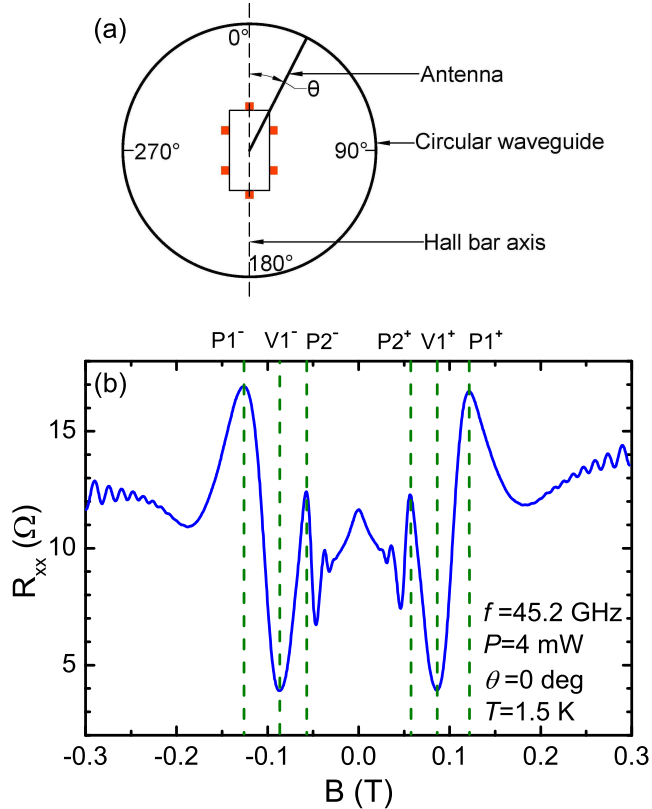 (a)
0°
θ
Antenna
270°
90°
Circular waveguide
Hall bar axis
180°
P1⁻ V1⁻ P2⁻ P2⁺ V1⁺ P1⁺
(b)
15
10
5
Rxx (Ω)
f =45.2 GHz
P=4 mW
θ =0 deg
T=1.5 K
-0.3 -0.2 -0.1 0.0 0.1 0.2 0.3
B (T)